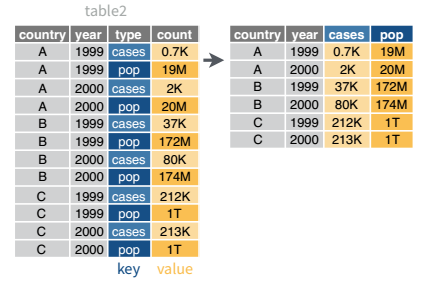 table2
country year type count
A 1999 cases 0.7K
A 1999 pop 19M
A 2000 cases 2K
A 2000 pop 20M
B 1999 cases 37K
B 1999 pop 172M
B 2000 cases 80K
B 2000 pop 174M
C 1999 cases 212K
C 1999 pop 1T
C 2000 cases 213K
C 2000 pop 1T
key value
country year cases pop
A 1999 0.7K 19M
A 2000 2K 20M
B 1999 37K 172M
B 2000 80K 174M
C 1999 212K 1T
C 2000 213K 1T